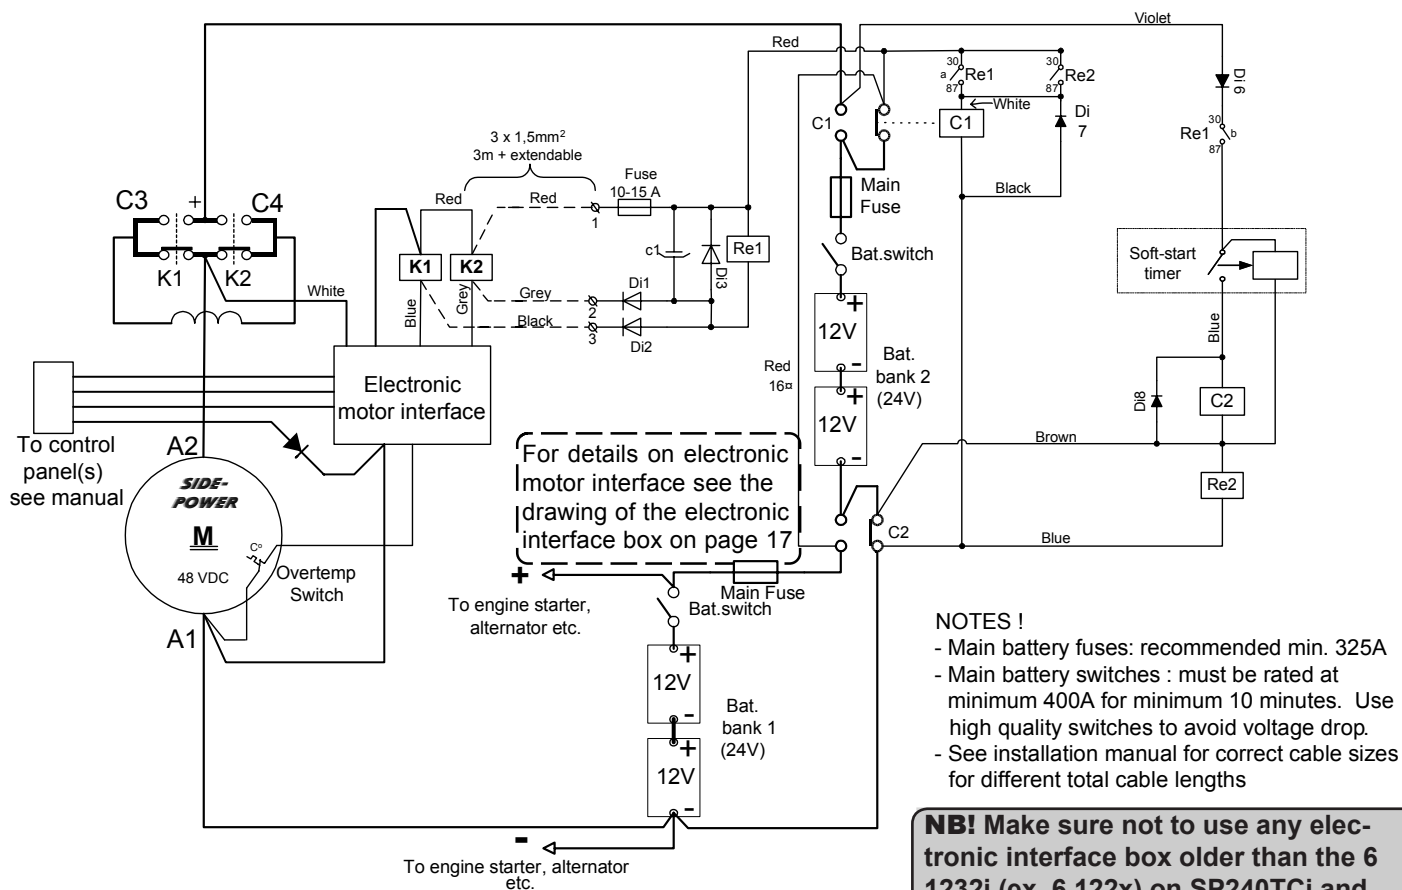 Violet
Red
30
a
Re1
87
30
Re2
87
White
C1
C1
Di
7
Di 6
30
Re1
b
87
3 x 1,5mm²
3m + extendable
Fuse
10-15 A
Red
Red
1
Main
Fuse
Black
C3
+
C4
K1
K2
K1
K2
c1
Di3
Re1
Bat.switch
Soft-start
timer
White
Blue
Grey
Grey
2
Di1
Black
3
Di2
+
12V
-
Bat.
bank 2
(24V)
+
12V
-
Red
16¤
Blue
Di8
C2
Electronic
motor interface
To control
panel(s)
see manual
A2
SIDE-
POWER
M
48 VDC
C°
Overtemp
Switch
A1
For details on electronic
motor interface see the
drawing of the electronic
interface box on page 17
Brown
Re2
C2
Blue
+
To engine starter,
alternator etc.
Main Fuse
Bat.switch
+
12V
-
Bat.
bank 1
(24V)
+
12V
-
-
To engine starter, alternator
etc.
NOTES !
- Main battery fuses: recommended min. 325A
- Main battery switches : must be rated at
minimum 400A for minimum 10 minutes. Use
high quality switches to avoid voltage drop.
- See installation manual for correct cable sizes
for different total cable lengths
NB! Make sure not to use any elec-
tronic interface box older than the 6
1232i (ex. 6 122x) on SP240TCi and